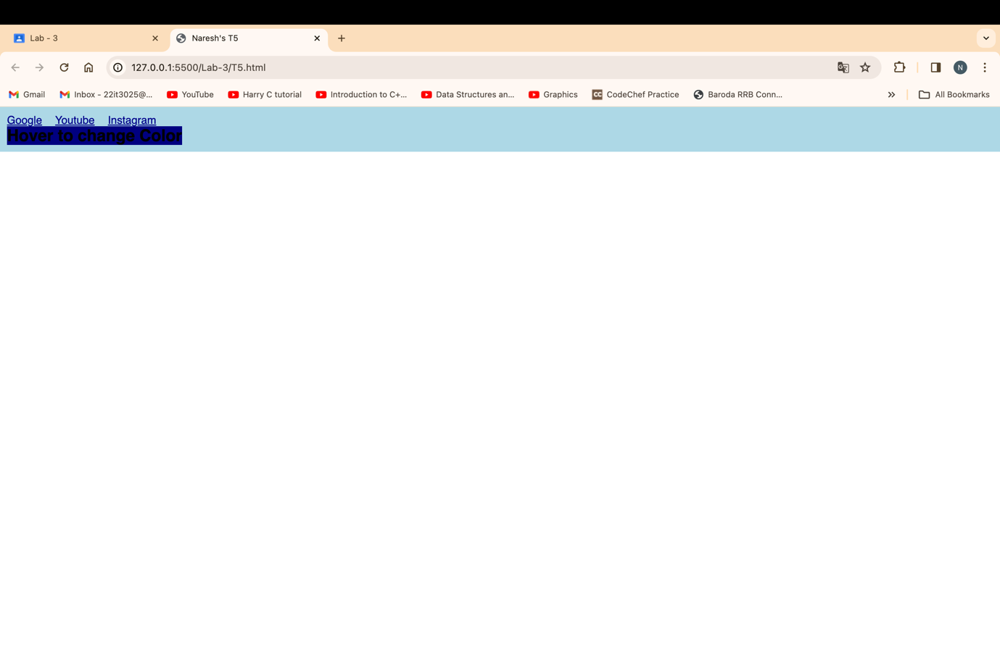 Lab - 3
Naresh's T5
127.0.0.1:5500/Lab-3/T5.html
N
Gmail
Inbox - 22it3025@...
YouTube
Harry C tutorial
Introduction to C+...
Data Structures an...
Graphics
CC
CodeChef Practice
Baroda RRB Conn...
All Bookmarks
Google Youtube Instagram
Hover to change Color